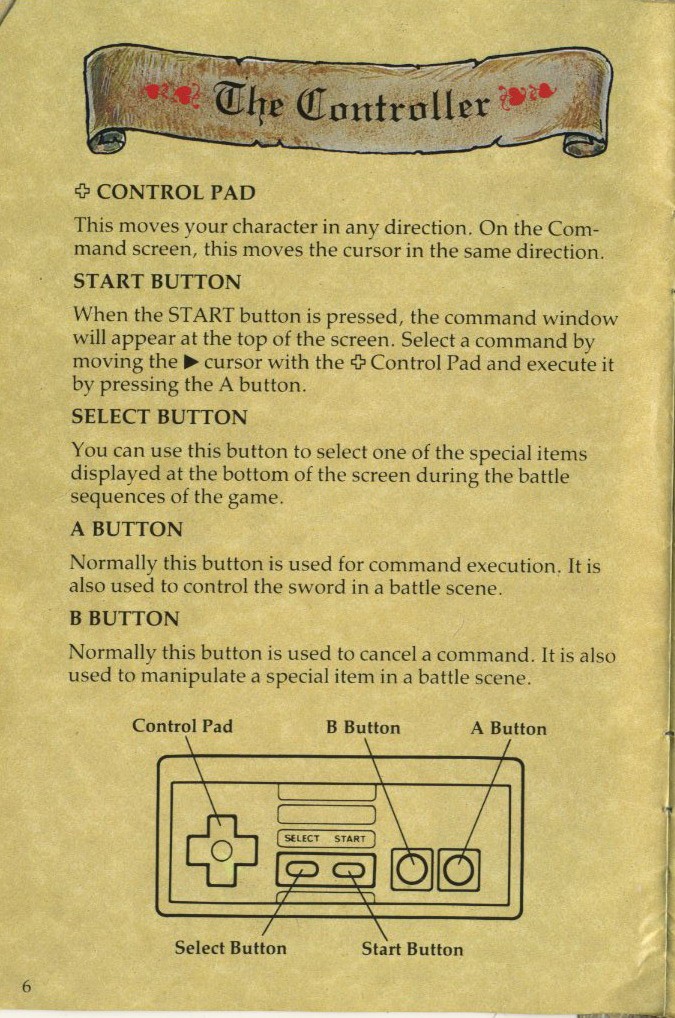 The Controller
CONTROL PAD
This moves your character in any direction. On the Com-
mand screen, this moves the cursor in the same direction.
START BUTTON
When the START button is pressed, the command window
will appear at the top of the screen. Select a command by
moving the ▶ cursor with the Control Pad and execute it
by pressing the A button.
SELECT BUTTON
You can use this button to select one of the special items
displayed at the bottom of the screen during the battle
sequences of the game.
A BUTTON
Normally this button is used for command execution. It is
also used to control the sword in a battle scene.
B BUTTON
Normally this button is used to cancel a command. It is also
used to manipulate a special item in a battle scene.
Control Pad B Button A Button
SELECT START
Select Button Start Button
6